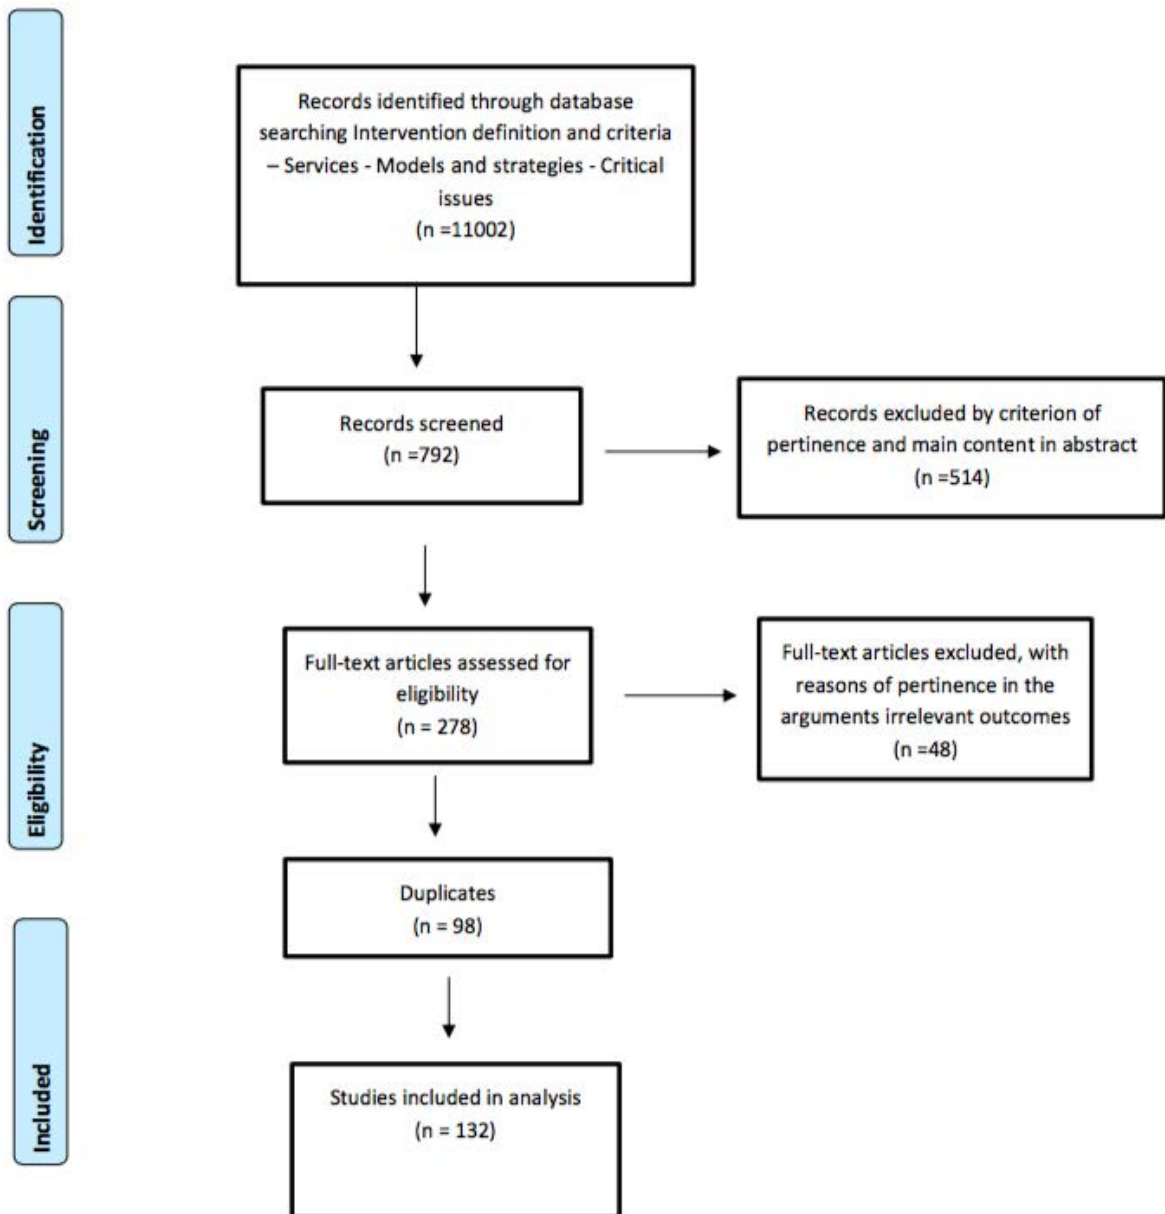 Identification
Records identified through database
searching Intervention definition and criteria
– Services - Models and strategies - Critical
issues
(n =11002)
Screening
Records screened
(n =792)
Records excluded by criterion of
pertinence and main content in abstract
(n =514)
Eligibility
Full-text articles assessed for
eligibility
(n = 278)
Full-text articles excluded, with
reasons of pertinence in the
arguments irrelevant outcomes
(n =48)
Duplicates
(n = 98)
Included
Studies included in analysis
(n = 132)